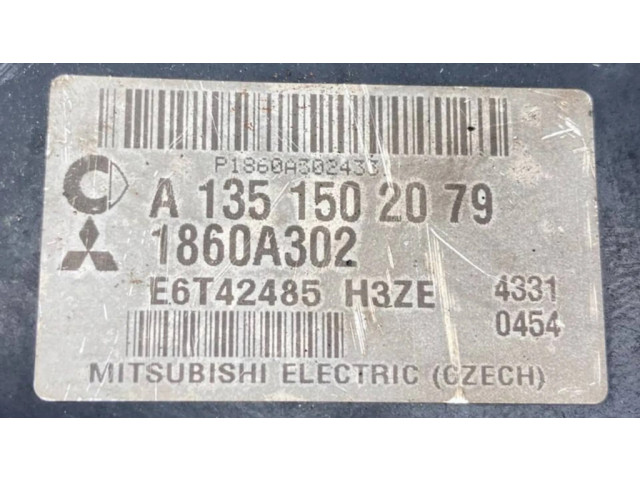 P1860A302433
A 135 150 20 79
1860A302
E6T42485 H3ZE 4331
0454
MITSUBISHI ELECTRIC (CZECH)